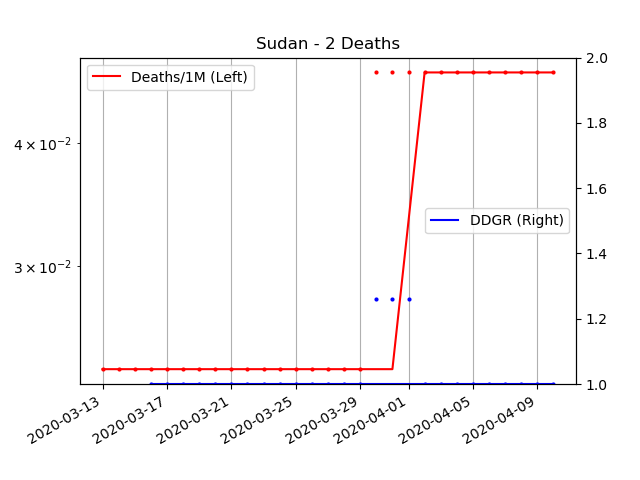 Sudan - 2 Deaths
Deaths/1M (Left)
DDGR (Right)
4 × 10⁻²
3 × 10⁻²
2.0
1.8
1.6
1.4
1.2
1.0
2020-03-13
2020-03-17
2020-03-21
2020-03-25
2020-03-29
2020-04-01
2020-04-05
2020-04-09